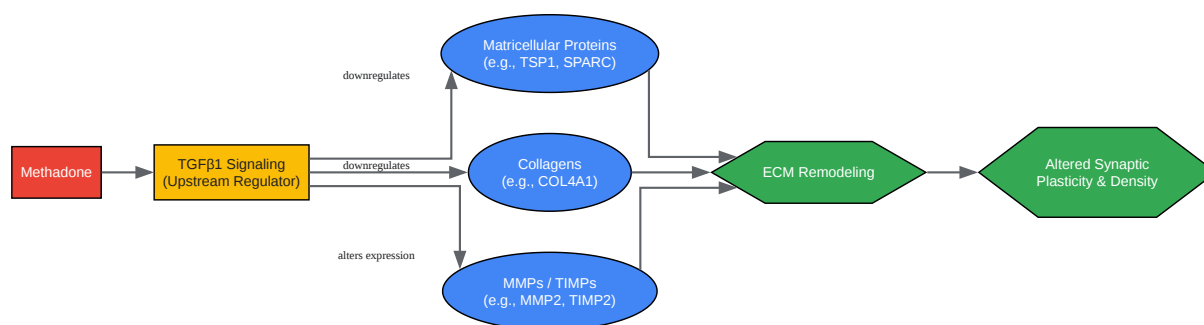 Matricellular Proteins
(e.g., TSP1, SPARC)
downregulates
Methadone
TGFβ1 Signaling
(Upstream Regulator)
downregulates
Collagens
(e.g., COL4A1)
ECM Remodeling
Altered Synaptic
Plasticity & Density
alters expression
MMPs / TIMPs
(e.g., MMP2, TIMP2)